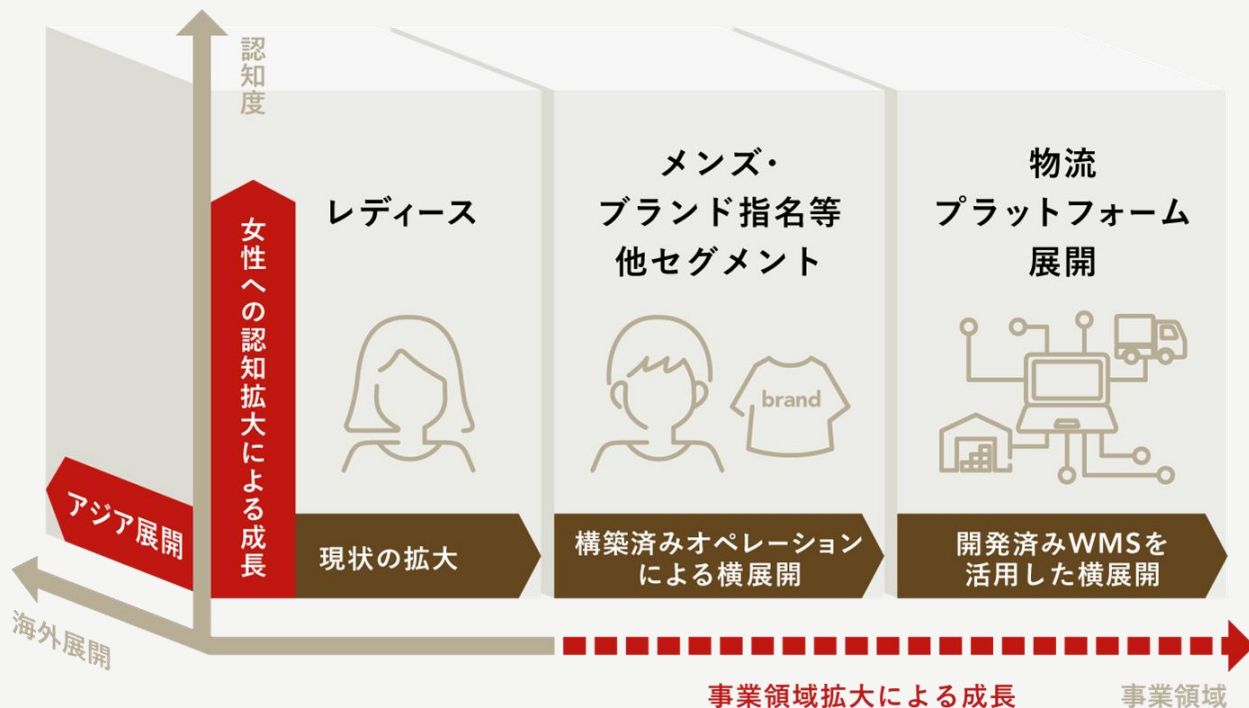 認知度
女性への認知拡大による成長
レディース
メンズ・
ブランド指名等
他セグメント
物流
プラットフォーム
展開
brand
アジア展開
現状の拡大
構築済みオペレーション
による横展開
開発済みWMSを
活用した横展開
海外展開
事業領域拡大による成長
事業領域